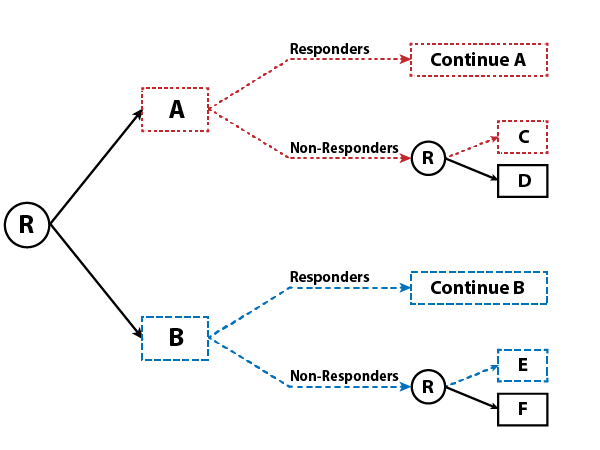 Responders
Continue A
A
Non-Responders
R
C
D
R
Responders
Continue B
B
Non-Responders
R
E
F